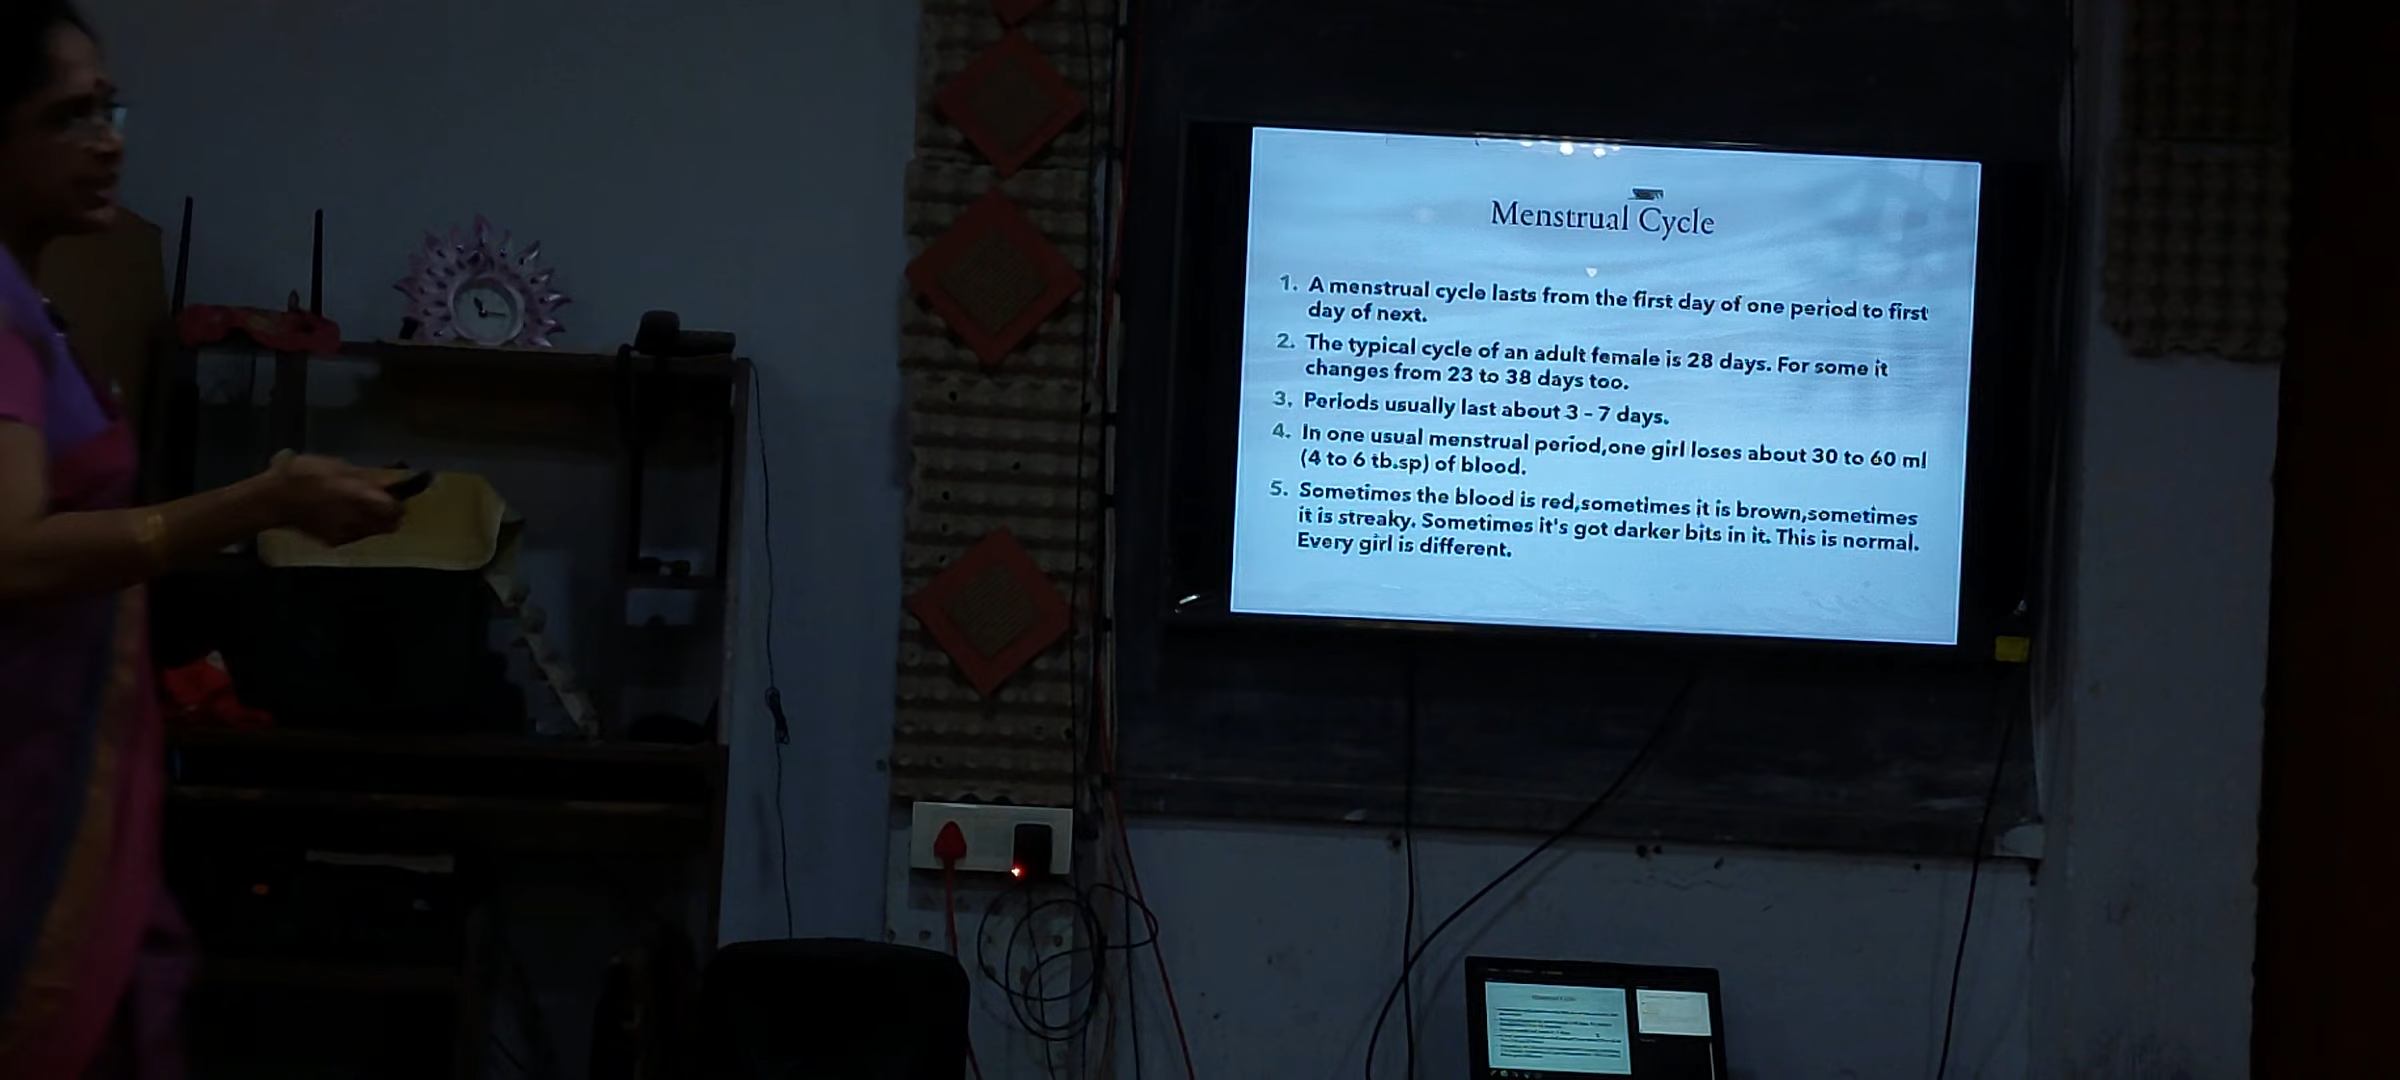 Menstrual Cycle
1. A menstrual cycle lasts from the first day of one period to first
day of next.
2. The typical cycle of an adult female is 28 days. For some it
changes from 23 to 38 days too.
3. Periods usually last about 3 - 7 days.
4. In one usual menstrual period,one girl loses about 30 to 60 ml
(4 to 6 tb.sp) of blood.
5. Sometimes the blood is red,sometimes it is brown,sometimes
it is streaky. Sometimes it's got darker bits in it. This is normal.
Every girl is different.